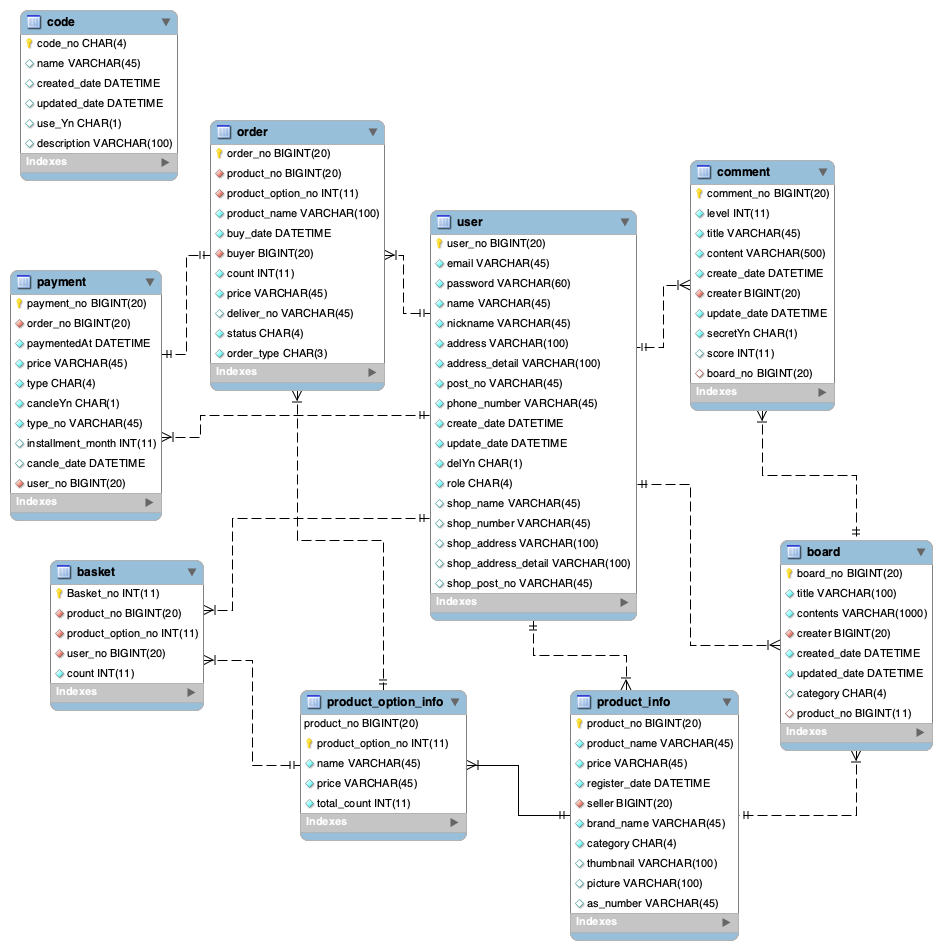 code
code_no CHAR(4)
name VARCHAR(45)
created_date DATETIME
updated_date DATETIME
use_Yn CHAR(1)
description VARCHAR(100)
Indexes
order
order_no BIGINT(20)
product_no BIGINT(20)
product_option_no INT(11)
product_name VARCHAR(100)
buy_date DATETIME
buyer BIGINT(20)
count INT(11)
price VARCHAR(45)
deliver_no VARCHAR(45)
status CHAR(4)
order_type CHAR(3)
Indexes
comment
comment_no BIGINT(20)
level INT(11)
title VARCHAR(45)
content VARCHAR(500)
create_date DATETIME
creater BIGINT(20)
update_date DATETIME
secretYn CHAR(1)
score INT(11)
board_no BIGINT(20)
Indexes
user
user_no BIGINT(20)
email VARCHAR(45)
password VARCHAR(60)
name VARCHAR(45)
nickname VARCHAR(45)
address VARCHAR(100)
address_detail VARCHAR(100)
post_no VARCHAR(45)
phone_number VARCHAR(45)
create_date DATETIME
update_date DATETIME
delYn CHAR(1)
role CHAR(4)
shop_name VARCHAR(45)
shop_number VARCHAR(45)
shop_address VARCHAR(100)
shop_address_detail VARCHAR(100)
shop_post_no VARCHAR(45)
Indexes
payment
payment_no BIGINT(20)
order_no BIGINT(20)
paymentedAt DATETIME
price VARCHAR(45)
type CHAR(4)
cancleYn CHAR(1)
type_no VARCHAR(45)
installment_month INT(11)
cancle_date DATETIME
user_no BIGINT(20)
Indexes
basket
Basket_no INT(11)
product_no BIGINT(20)
product_option_no INT(11)
user_no BIGINT(20)
count INT(11)
Indexes
board
board_no BIGINT(20)
title VARCHAR(100)
contents VARCHAR(1000)
creater BIGINT(20)
created_date DATETIME
updated_date DATETIME
category CHAR(4)
product_no BIGINT(11)
Indexes
product_option_info
product_no BIGINT(20)
product_option_no INT(11)
name VARCHAR(45)
price VARCHAR(45)
total_count INT(11)
Indexes
product_info
product_no BIGINT(20)
product_name VARCHAR(45)
price VARCHAR(45)
register_date DATETIME
seller BIGINT(20)
brand_name VARCHAR(45)
category CHAR(4)
thumbnail VARCHAR(100)
picture VARCHAR(100)
as_number VARCHAR(45)
Indexes